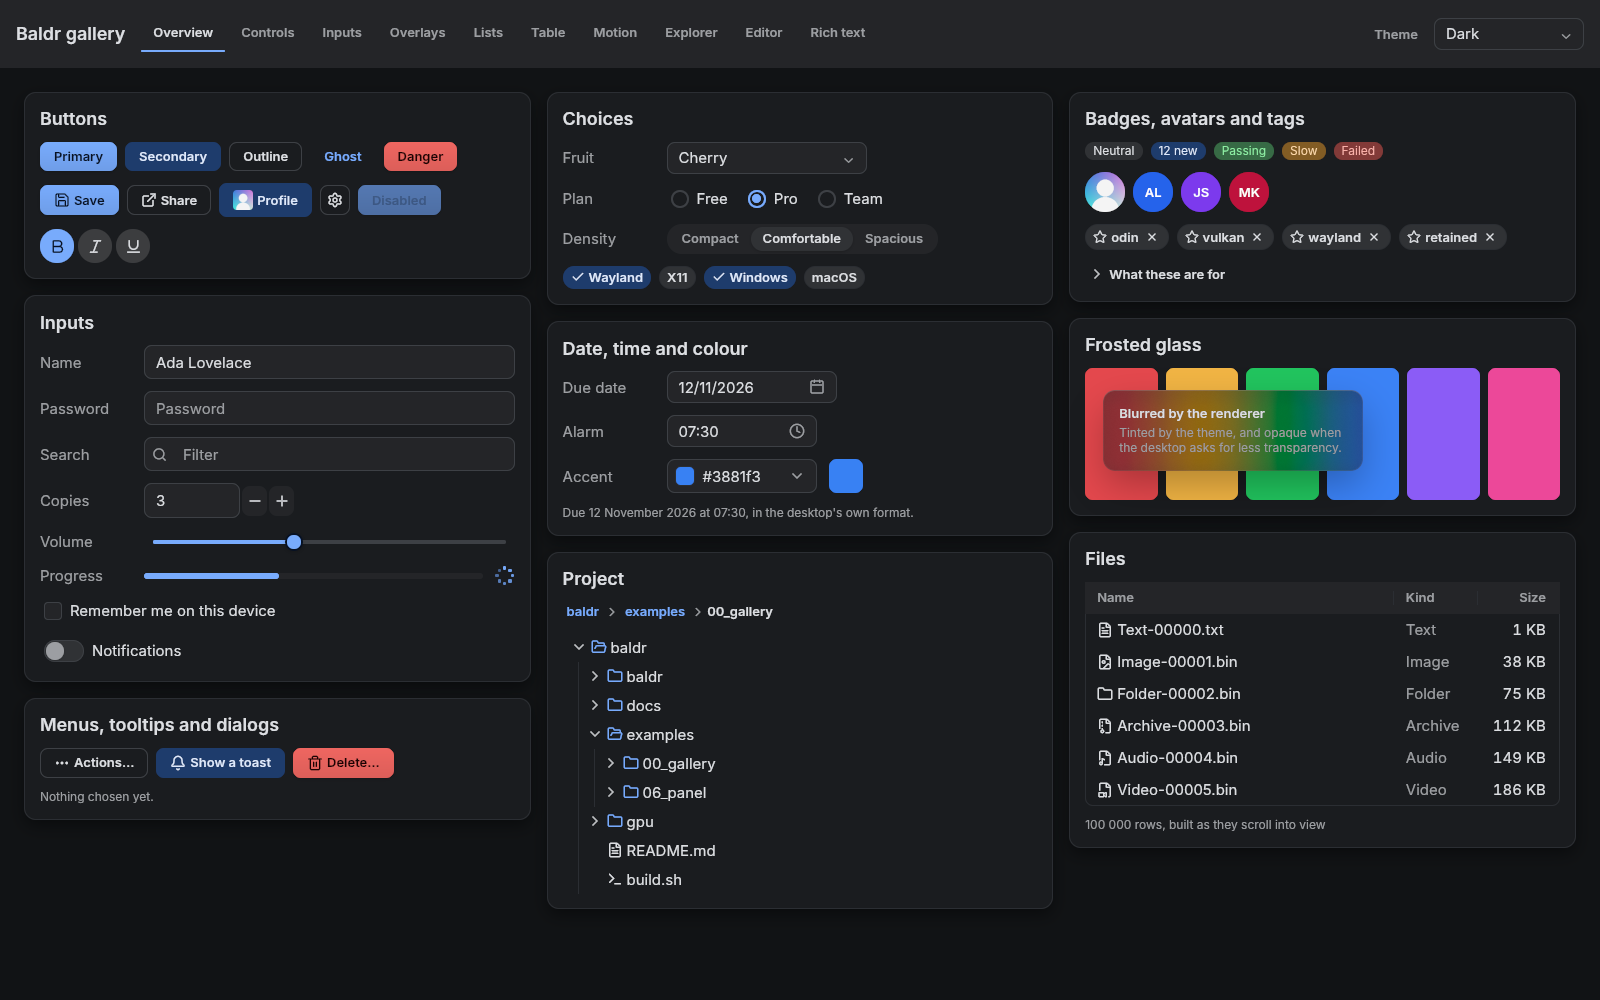 Baldr gallery
Overview Controls Inputs Overlays Lists Table Motion Explorer Editor Rich text
Theme Dark
Buttons
Primary Secondary Outline Ghost Danger
Save Share Profile Disabled
B I U
Inputs
Name Ada Lovelace
Password Password
Search Filter
Copies 3 − +
Volume
Progress
Remember me on this device
Notifications
Menus, tooltips and dialogs
Actions... Show a toast Delete...
Nothing chosen yet.
Choices
Fruit Cherry
Plan Free Pro Team
Density Compact Comfortable Spacious
Wayland X11 Windows macOS
Date, time and colour
Due date 12/11/2026
Alarm 07:30
Accent #3881f3
Due 12 November 2026 at 07:30, in the desktop's own format.
Project
baldr > examples > 00_gallery
baldr
baldr
docs
examples
00_gallery
06_panel
gpu
README.md
build.sh
Badges, avatars and tags
Neutral 12 new Passing Slow Failed
AL JS MK
odin vulkan wayland retained
What these are for
Frosted glass
Blurred by the renderer
Tinted by the theme, and opaque when
the desktop asks for less transparency.
Files
Name Kind Size
Text-00000.txt Text 1 KB
Image-00001.bin Image 38 KB
Folder-00002.bin Folder 75 KB
Archive-00003.bin Archive 112 KB
Audio-00004.bin Audio 149 KB
Video-00005.bin Video 186 KB
100 000 rows, built as they scroll into view